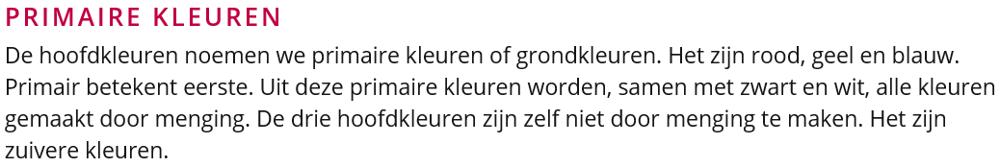 PRIMAIRE KLEUREN
De hoofdkleuren noemen we primaire kleuren of grondkleuren. Het zijn rood, geel en blauw.
Primair betekent eerste. Uit deze primaire kleuren worden, samen met zwart en wit, alle kleuren
gemaakt door menging. De drie hoofdkleuren zijn zelf niet door menging te maken. Het zijn
zuivere kleuren.